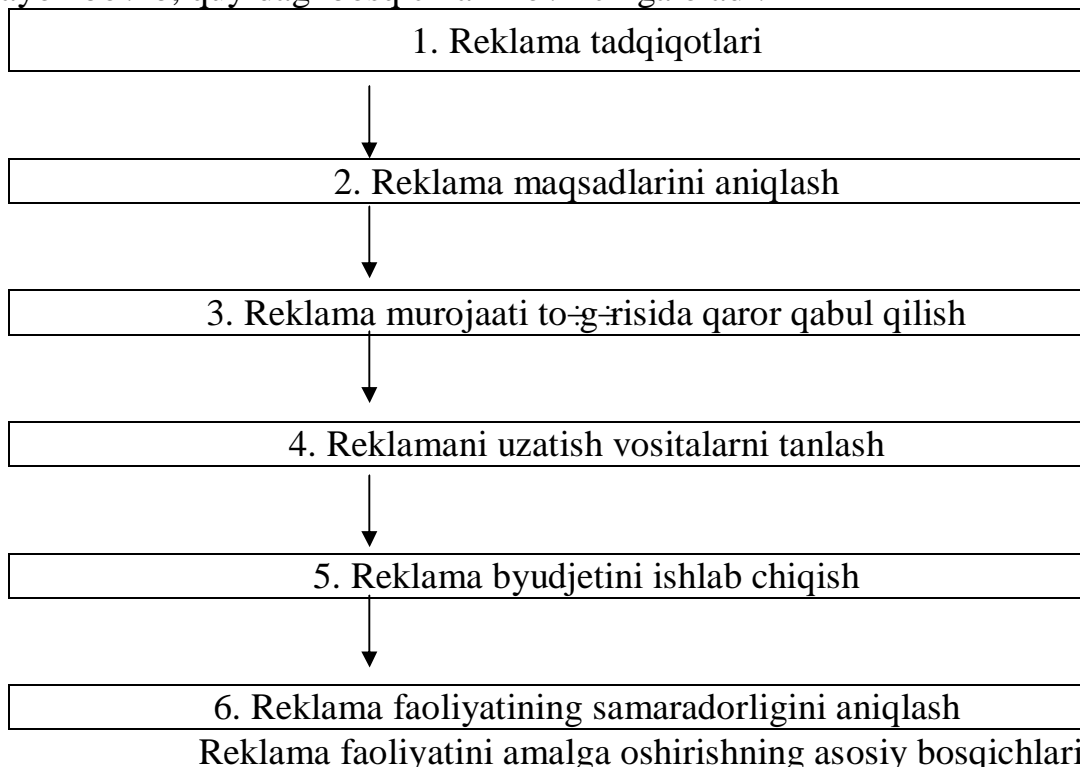 1. Reklama tadqiqotlari
2. Reklama maqsadlarini aniqlash
3. Reklama murojaati to÷g÷risida qaror qabul qilish
4. Reklamani uzatish vositalarni tanlash
5. Reklama byudjetini ishlab chiqish
6. Reklama faoliyatining samaradorligini aniqlash
Reklama faoliyatini amalga oshirishning asosiy bosqichlari